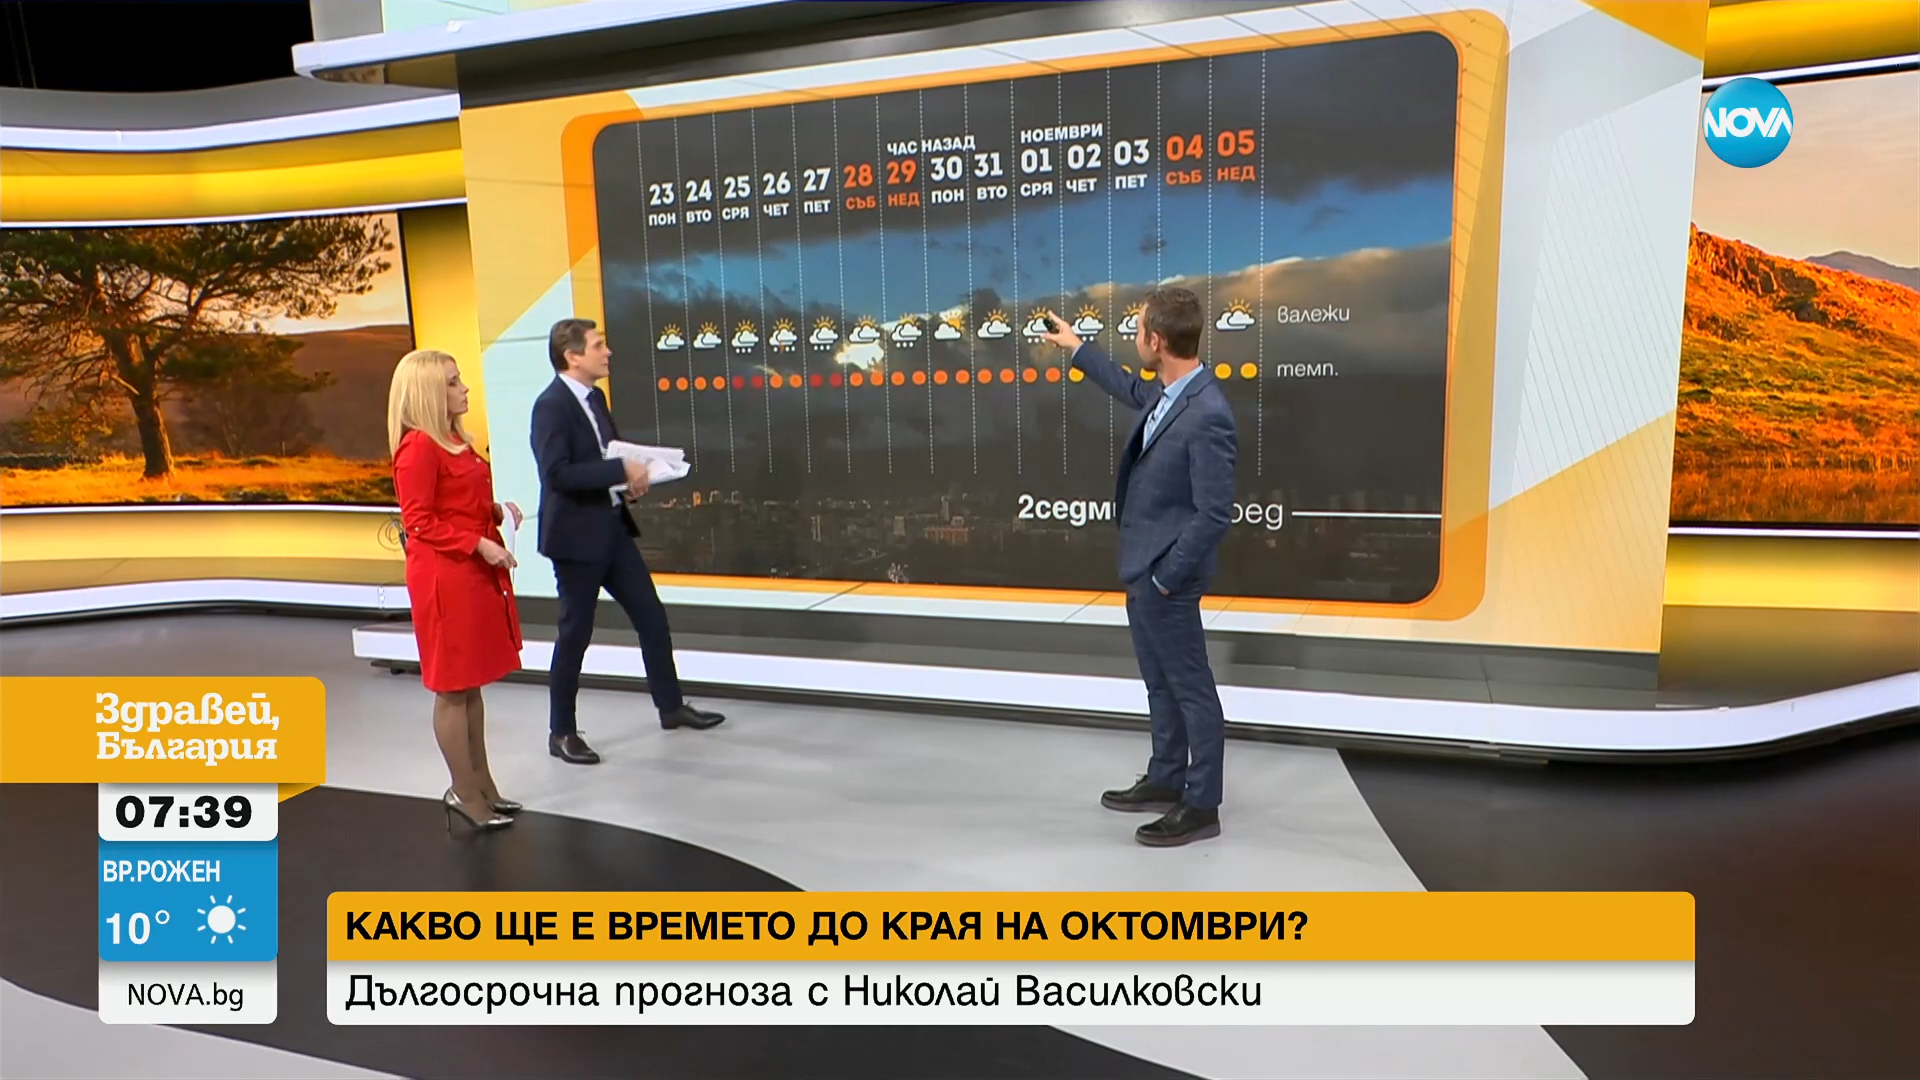 NOVA
ЧАС НАЗАД
НОЕМВРИ
23 24 25 26 27 28 29 30 31 01 02 03 04 05
ПОН ВТО СРЯ ЧЕТ ПЕТ СЪБ НЕД ПОН ВТО СРЯ ЧЕТ ПЕТ СЪБ НЕД
валежи
темп.
Здравей,
България
07:39
ВР.РОЖЕН
10°
NOVA.bg
КАКВО ЩЕ Е ВРЕМЕТО ДО КРАЯ НА ОКТОМВРИ?
Дългосрочна прогноза с Николай Василковски